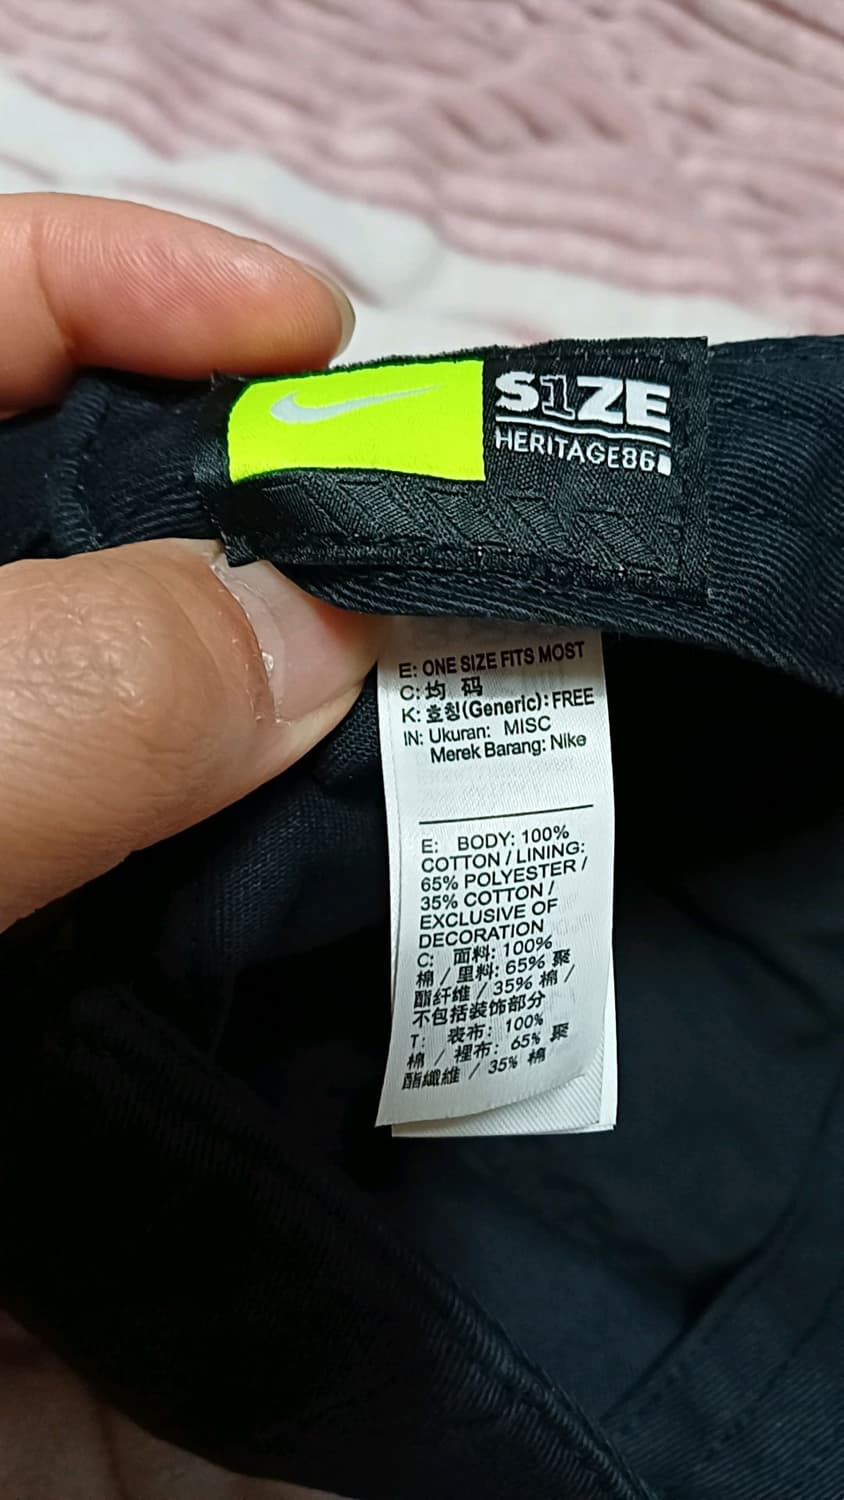 S1ZE
HERITAGE86
E: ONE SIZE FITS MOST
C: 均 码
K: 호칭(Generic): FREE
IN: Ukuran: MISC
Merek Barang: Nike
E: BODY: 100%
COTTON / LINING:
65% POLYESTER /
35% COTTON /
EXCLUSIVE OF
DECORATION
C: 面料: 100%
棉 / 里料: 65% 聚
酯纤维 / 35% 棉 /
不包括装饰部分
T: 表布: 100%
棉 / 裡布: 65% 聚
酯纖維 / 35% 棉